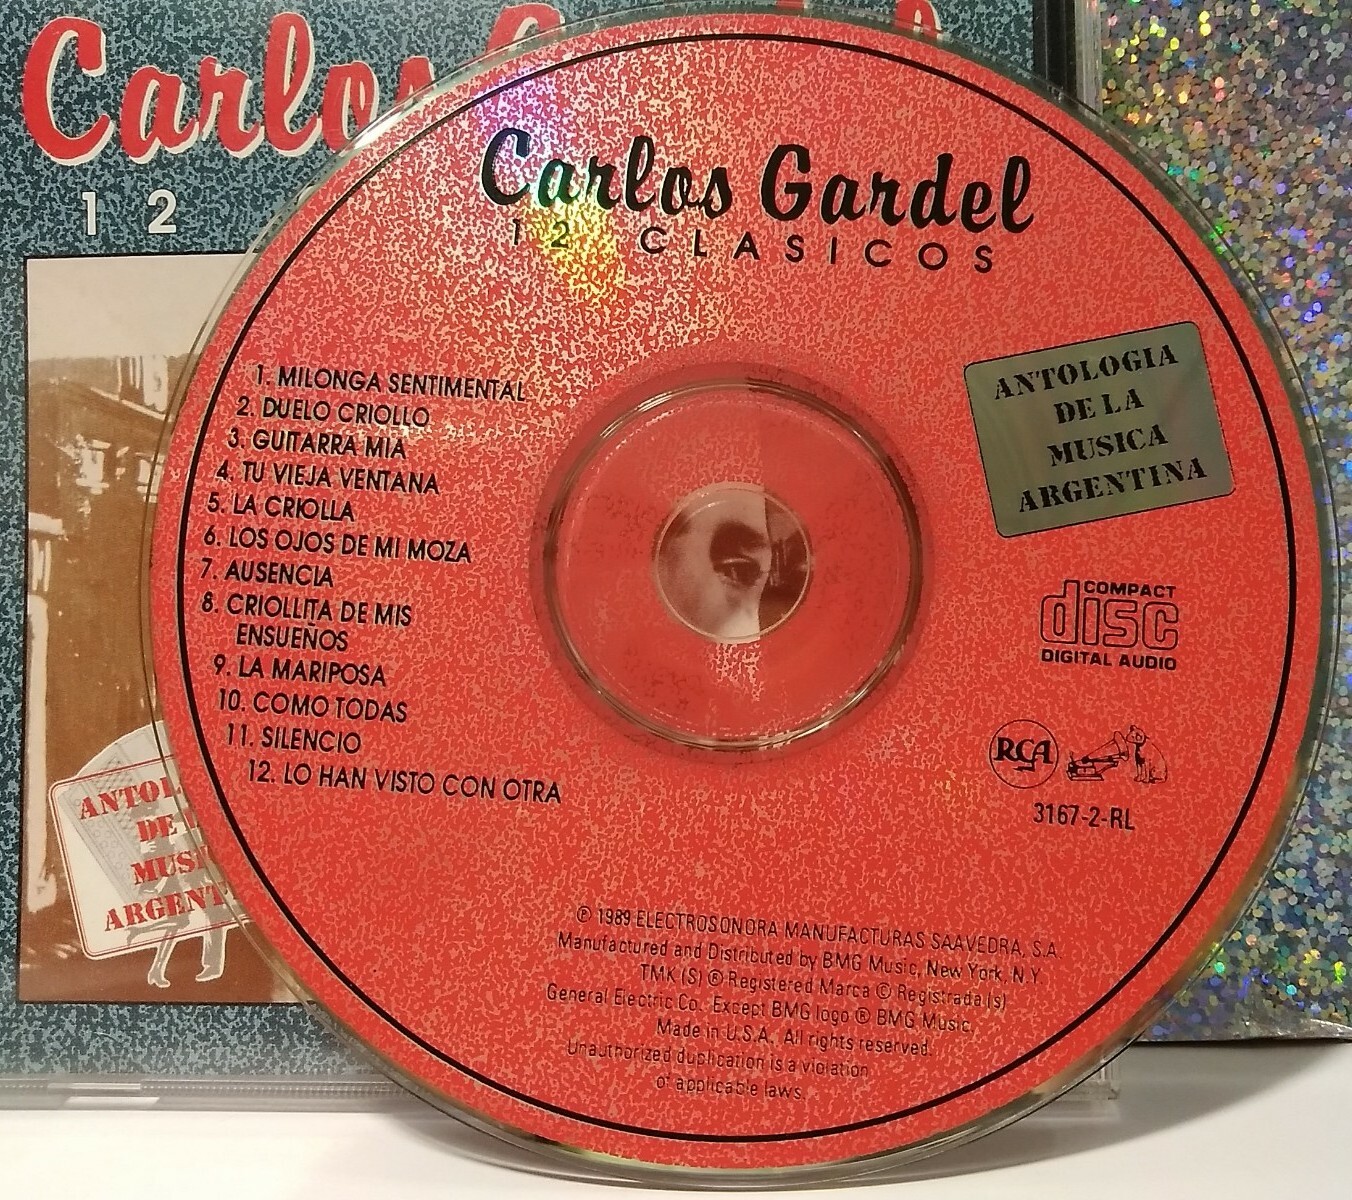 Carlos
12
ANTOL
DE L
MUSI
ARGENT
Carlos Gardel
12 CLASICOS
1. MILONGA SENTIMENTAL
2. DUELO CRIOLLO
3. GUITARRA MIA
4. TU VIEJA VENTANA
5. LA CRIOLLA
6. LOS OJOS DE MI MOZA
7. AUSENCIA
8. CRIOLLITA DE MIS
ENSUEÑOS
9. LA MARIPOSA
10. COMO TODAS
11. SILENCIO
12. LO HAN VISTO CON OTRA
ANTOLOGIA
DE LA
MUSICA
ARGENTINA
COMPACT
disc
DIGITAL AUDIO
RCA
3167-2-RL
℗ 1989 ELECTROSONORA MANUFACTURAS SAAVEDRA, S.A.
Manufactured and Distributed by BMG Music, New York, N.Y.
TMK (S) ® Registered Marca © Registrada (s)
General Electric Co. Except BMG logo ® BMG Music.
Made in U.S.A. All rights reserved.
Unauthorized duplication is a violation
of applicable laws.